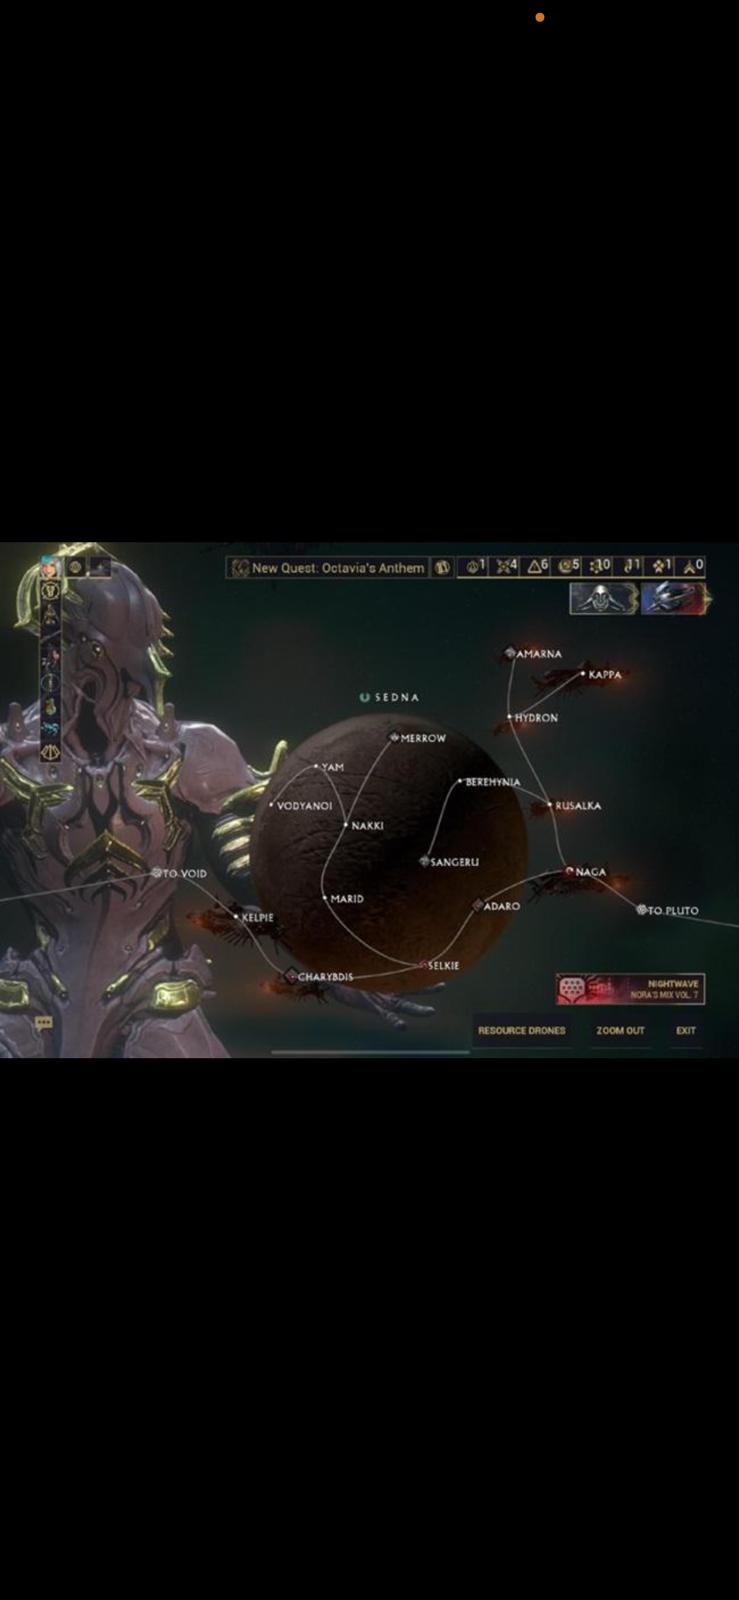 New Quest: Octavia's Anthem
1 4 6 5 10 11 1 0
AMARNA
KAPPA
SEDNA
HYDRON
MERROW
YAM
BEREHYNIA
VODYANOI
RUSALKA
NAKKI
SANGERU
TO VOID
NAGA
MARID
ADARO
TO PLUTO
KELPIE
SELKIE
CHARYBDIS
NIGHTWAVE
NORA'S MIX VOL. 7
RESOURCE DRONES ZOOM OUT EXIT